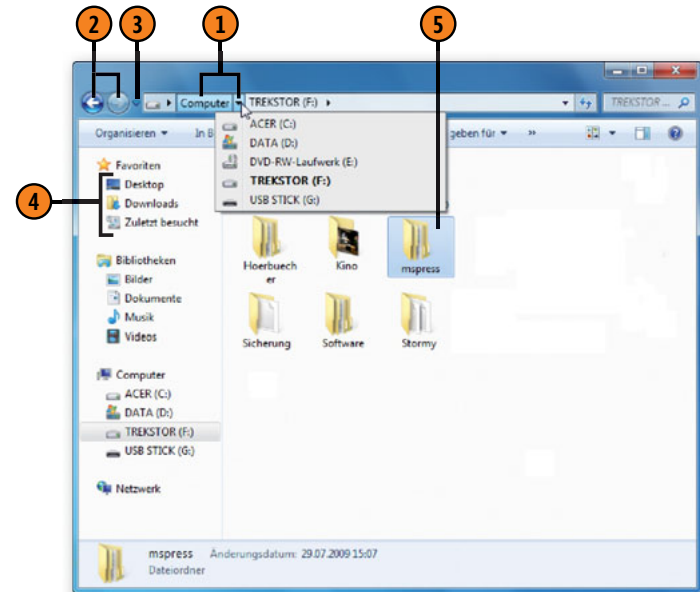 2
3
1
5
Computer
TREKSTOR (F:)
TREKSTOR ...
Organisieren
In B
geben für
»
ACER (C:)
DATA (D:)
DVD-RW-Laufwerk (E:)
TREKSTOR (F:)
USB STICK (G:)
4
Favoriten
Desktop
Downloads
Zuletzt besucht
Bibliotheken
Bilder
Dokumente
Musik
Videos
Computer
ACER (C:)
DATA (D:)
TREKSTOR (F:)
USB STICK (G:)
Netzwerk
Hoerbuech
er
Kino
mspress
Sicherung
Software
Stormy
mspress Änderungsdatum: 29.07.2009 15:07
Dateiordner